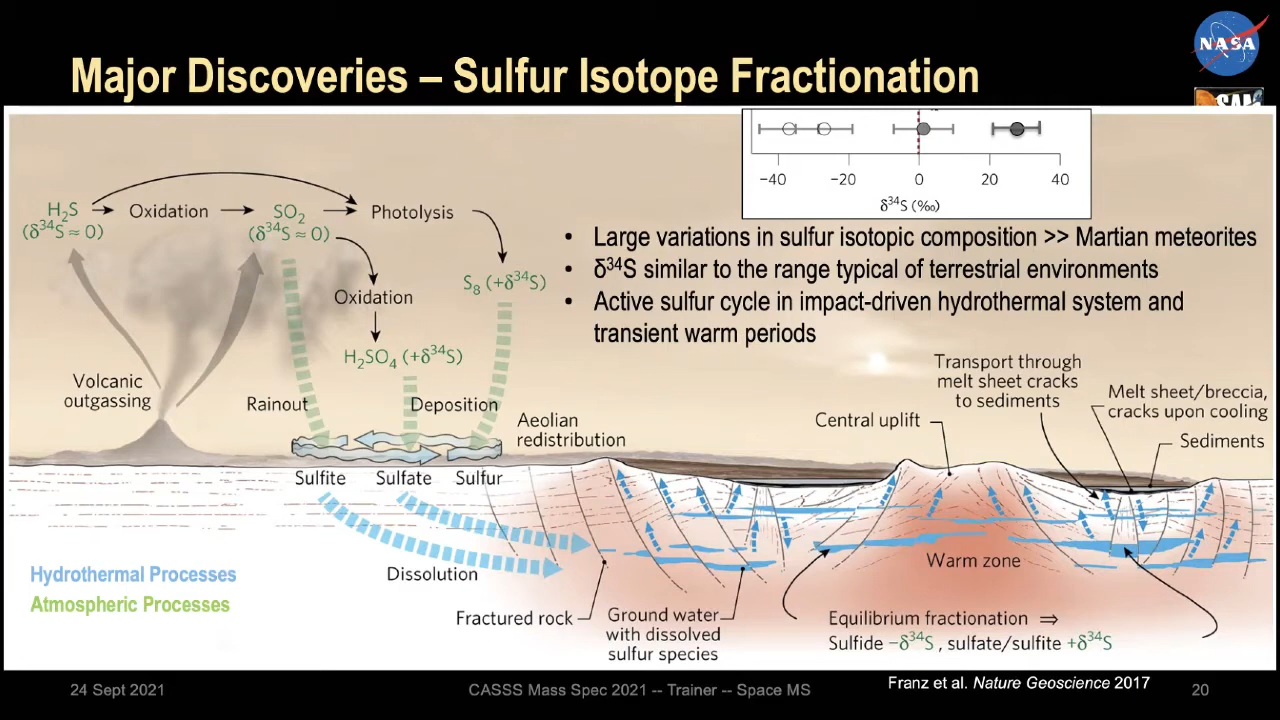 Major Discoveries – Sulfur Isotope Fractionation
NASA
−40 −20 0 20 40
δ³⁴S (‰)
• Large variations in sulfur isotopic composition >> Martian meteorites
• δ³⁴S similar to the range typical of terrestrial environments
• Active sulfur cycle in impact-driven hydrothermal system and
transient warm periods
H₂S
(δ³⁴S ≈ 0)
Oxidation
SO₂
(δ³⁴S ≈ 0)
Photolysis
S₈ (+δ³⁴S)
Oxidation
H₂SO₄ (+δ³⁴S)
Volcanic
outgassing
Rainout
Deposition
Aeolian
redistribution
Sulfite
Sulfate
Sulfur
Dissolution
Hydrothermal Processes
Atmospheric Processes
Transport through
melt sheet cracks
to sediments
Melt sheet/breccia,
cracks upon cooling
Central uplift
Sediments
Warm zone
Fractured rock
Ground water
with dissolved
sulfur species
Equilibrium fractionation ⇒
Sulfide −δ³⁴S , sulfate/sulfite +δ³⁴S
24 Sept 2021
CASSS Mass Spec 2021 -- Trainer -- Space MS
Franz et al. Nature Geoscience 2017
20